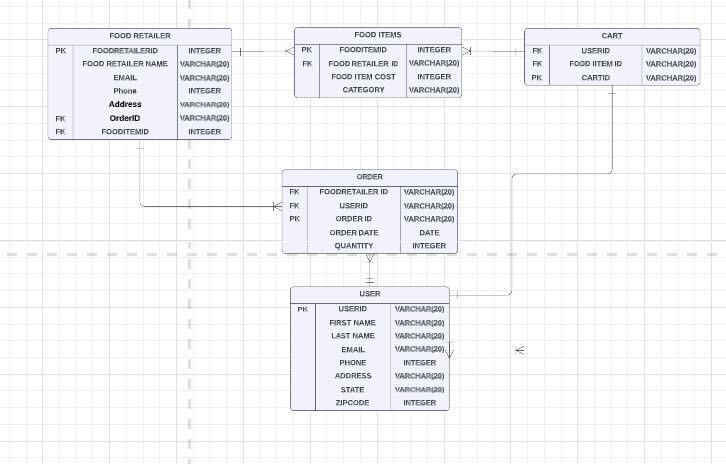 FOOD RETAILER
PK FOODRETAILERID INTEGER
FOOD RETAILER NAME VARCHAR(20)
EMAIL VARCHAR(20)
Phone INTEGER
Address VARCHAR(20)
FK OrderID VARCHAR(20)
FK FOODITEMID INTEGER
FOOD ITEMS
PK FOODITEMID INTEGER
FK FOOD RETAILER ID VARCHAR(20)
FOOD ITEM COST INTEGER
CATEGORY VARCHAR(20)
CART
FK USERID VARCHAR(20)
FK FOOD IITEM ID VARCHAR(20)
PK CARTID VARCHAR(20)
ORDER
FK FOODRETAILER ID VARCHAR(20)
FK USERID VARCHAR(20)
PK ORDER ID VARCHAR(20)
ORDER DATE DATE
QUANTITY INTEGER
USER
PK USERID VARCHAR(20)
FIRST NAME VARCHAR(20)
LAST NAME VARCHAR(20)
EMAIL VARCHAR(20)
PHONE INTEGER
ADDRESS VARCHAR(20)
STATE VARCHAR(20)
ZIPCODE INTEGER